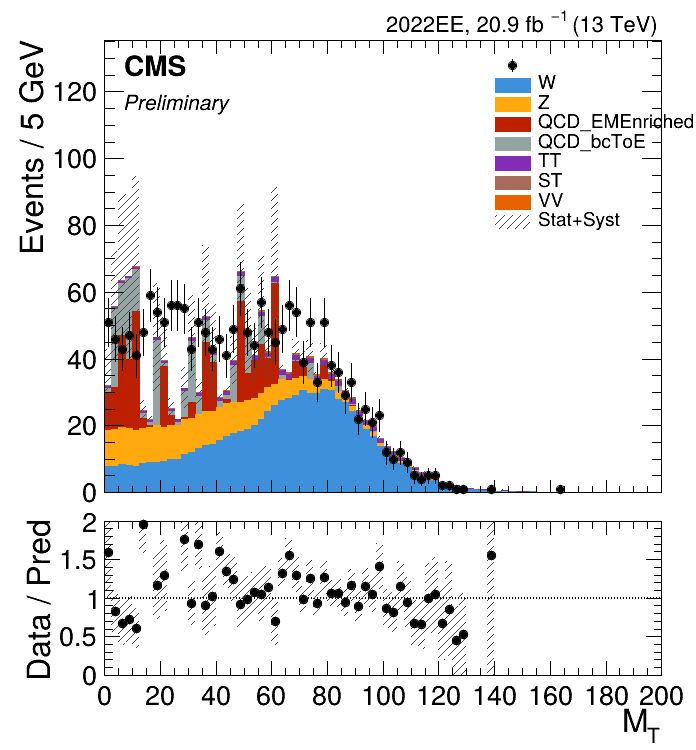 2022EE, 20.9 fb⁻¹ (13 TeV)
CMS
Preliminary
W
Z
QCD_EMEnriched
QCD_bcToE
TT
ST
VV
Stat+Syst
Events / 5 GeV
120
100
80
60
40
20
0
Data / Pred
2
1.5
1
0.5
0
0 20 40 60 80 100 120 140 160 180 200
M_T